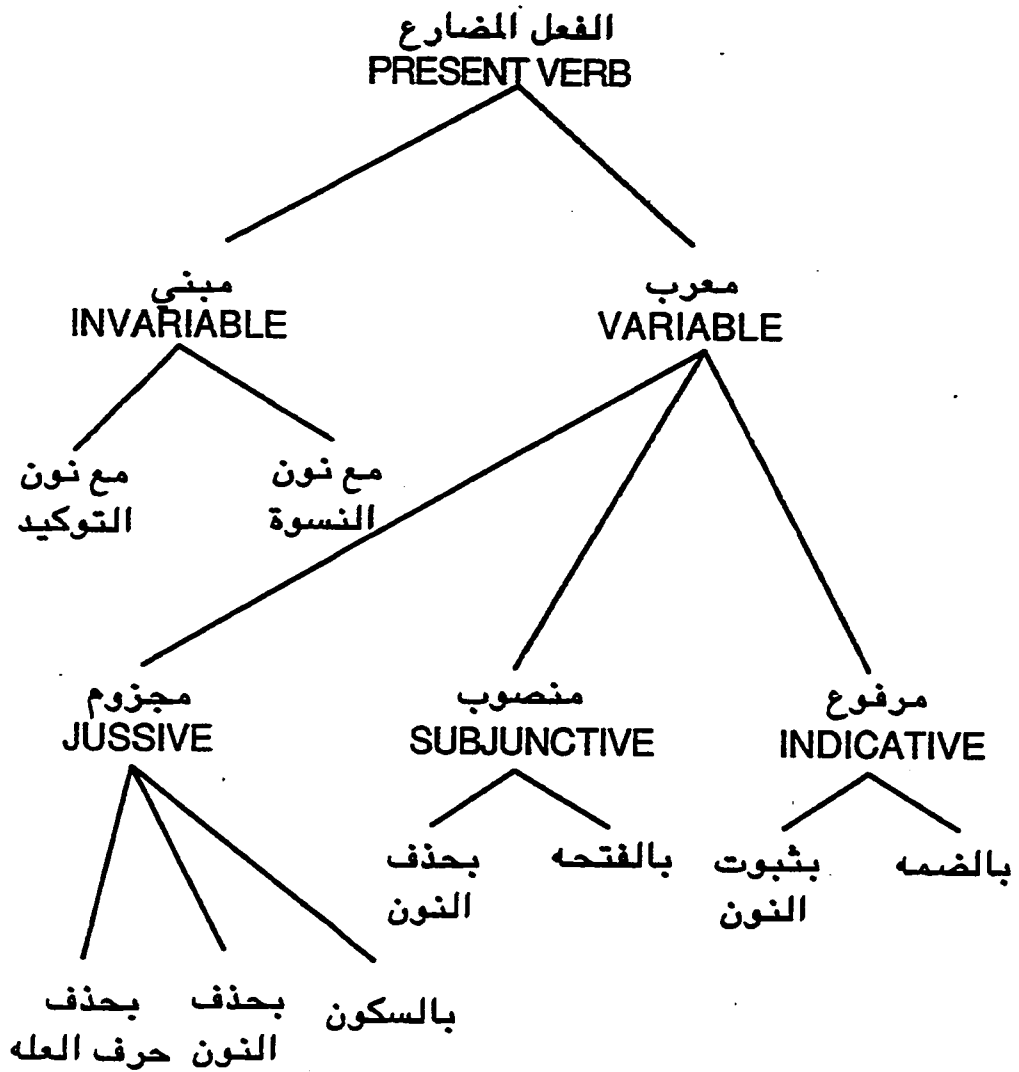 الفعل المضارع
PRESENT VERB
معرب
VARIABLE
مبني
INVARIABLE
مع نون
النسوة
مع نون
التوكيد
مرفوع
INDICATIVE
منصوب
SUBJUNCTIVE
مجزوم
JUSSIVE
بالضمه
بثبوت
النون
بالفتحه
بحذف
النون
بالسكون
بحذف
النون
بحذف
حرف العله